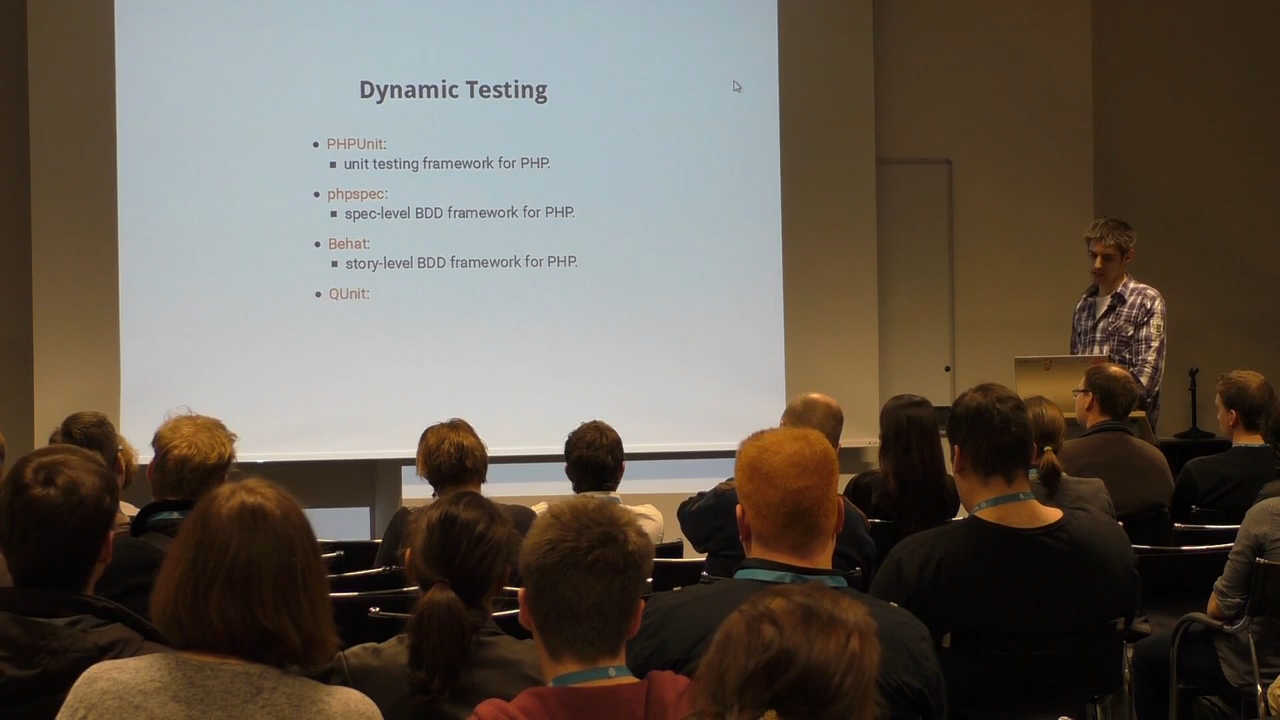 Dynamic Testing
PHPUnit:
unit testing framework for PHP.
phpspec:
spec-level BDD framework for PHP.
Behat:
story-level BDD framework for PHP.
QUnit: